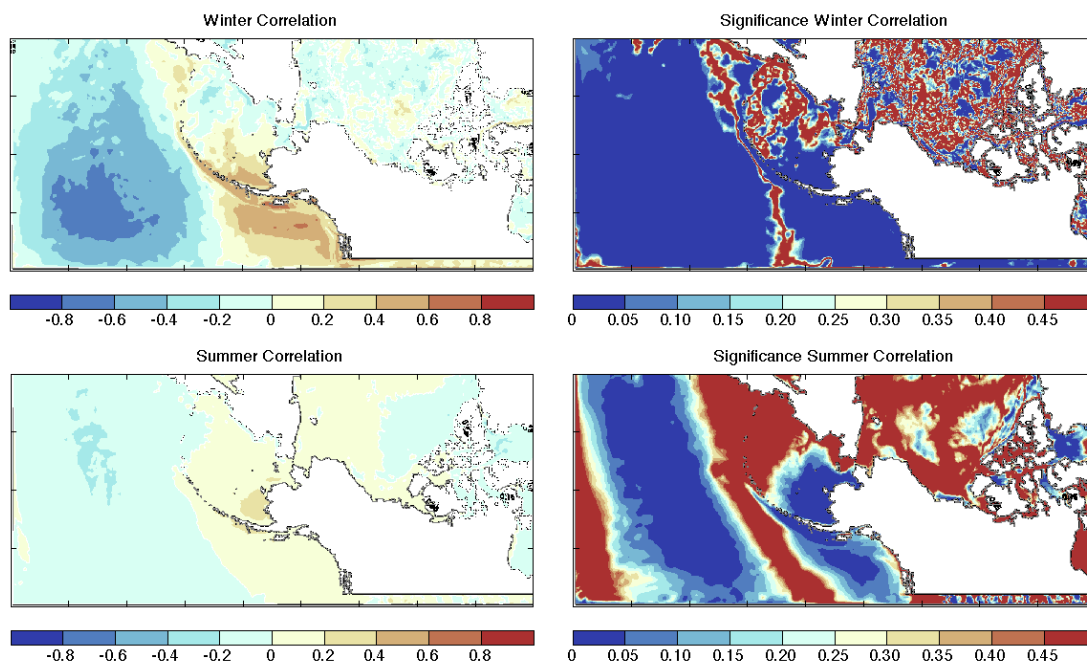 Winter Correlation
Significance Winter Correlation
-0.8 -0.6 -0.4 -0.2 0 0.2 0.4 0.6 0.8
0 0.05 0.10 0.15 0.20 0.25 0.30 0.35 0.40 0.45
Summer Correlation
Significance Summer Correlation
-0.8 -0.6 -0.4 -0.2 0 0.2 0.4 0.6 0.8
0 0.05 0.10 0.15 0.20 0.25 0.30 0.35 0.40 0.45